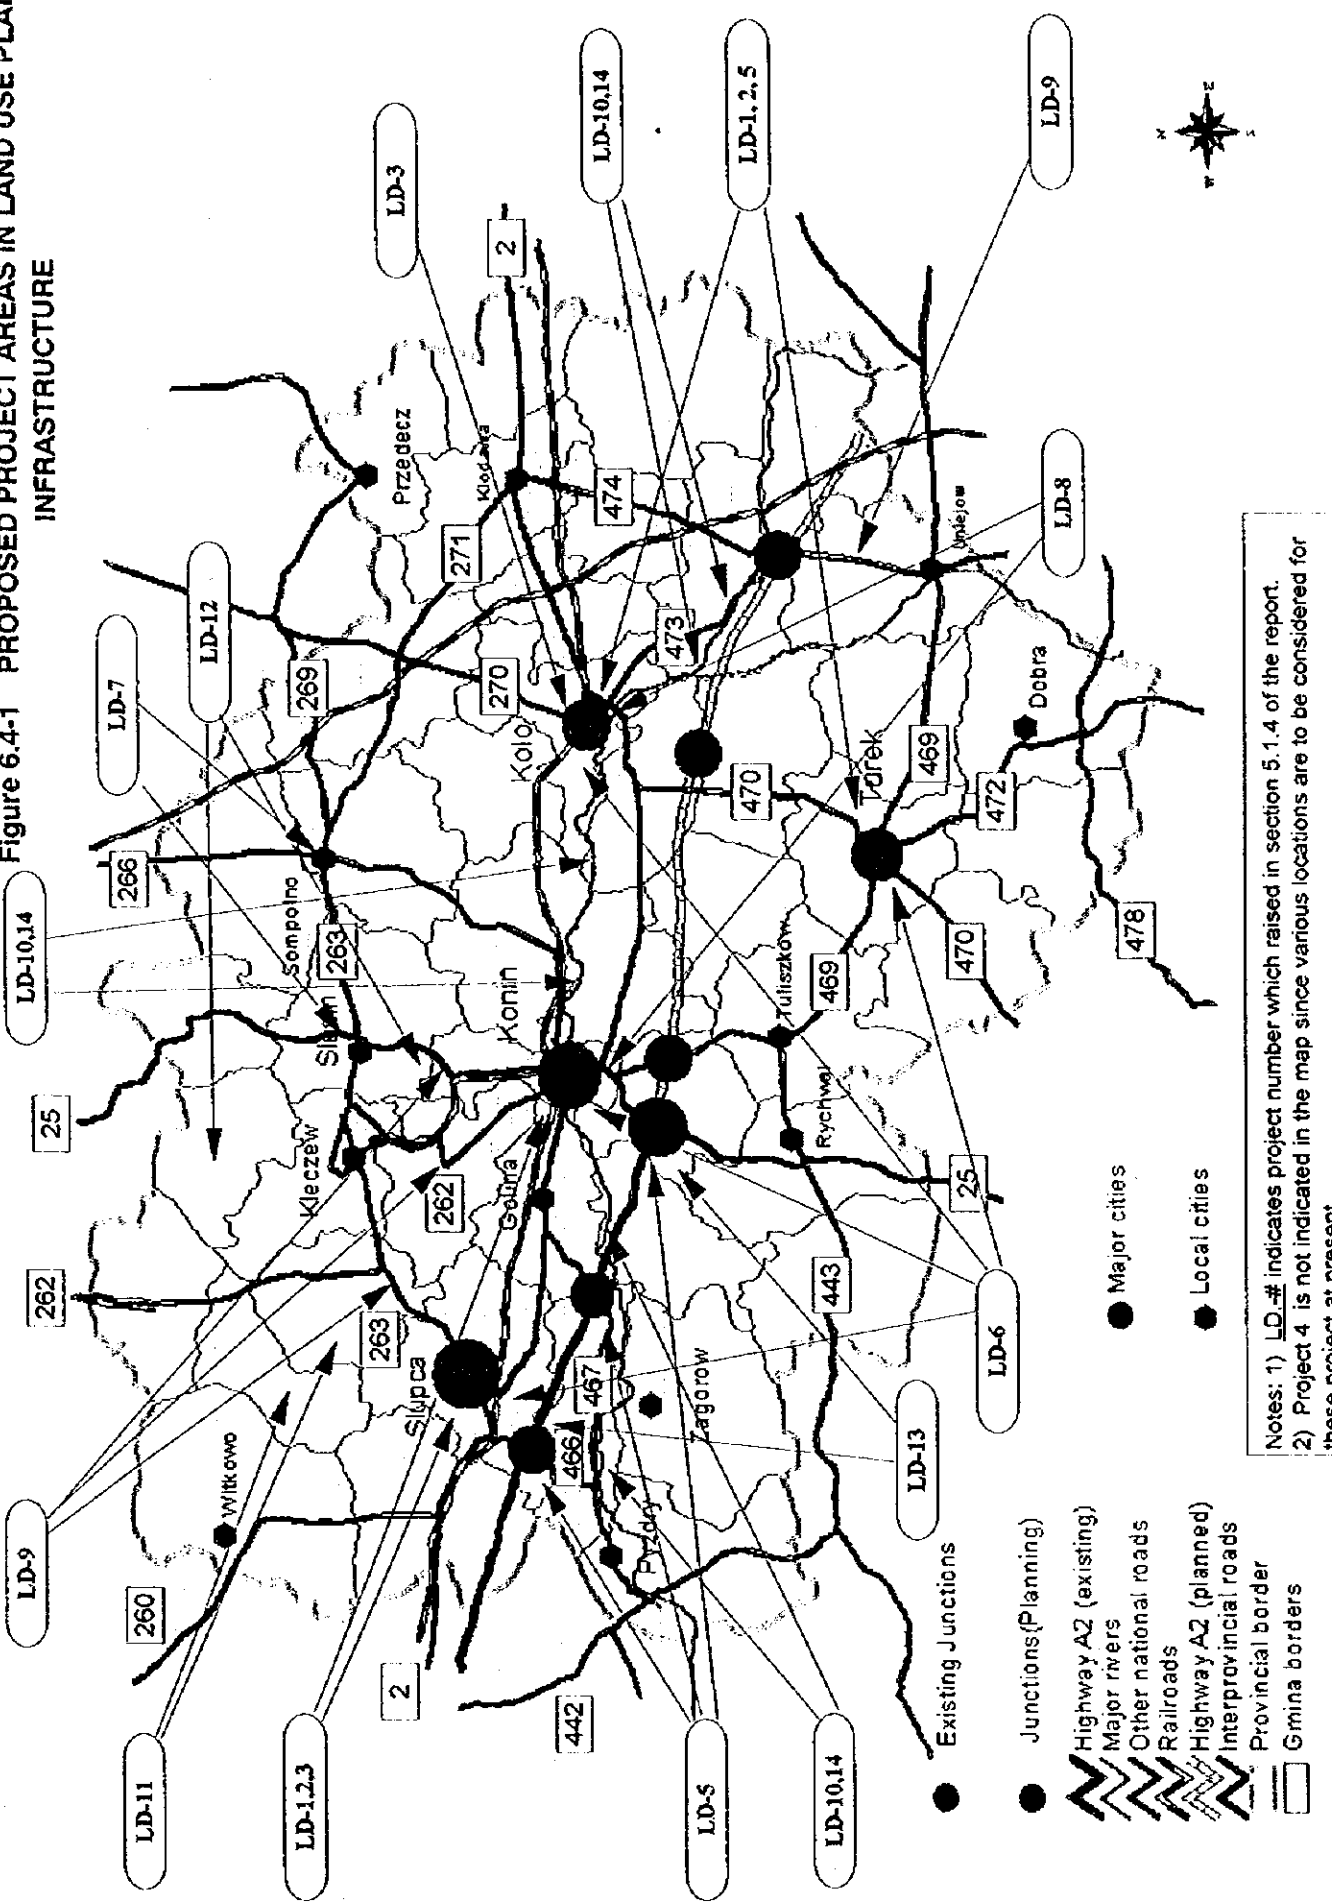 Figure 6.4-1 PROPOSED PROJECT AREAS IN LAND USE PLAN
INFRASTRUCTURE
LD-9
LD-10,14
LD-7
LD-12
LD-3
LD-10,14
LD-1, 2, 5
LD-9
LD-8
LD-11
LD-1,2,3
LD-5
LD-10,14
LD-13
LD-6
262
25
266
269
270
271
2
474
473
263
262
263
260
2
442
466
467
443
25
469
470
470
469
472
478
Witkowo
Kleczew
Slesin
Sompolno
Przedecz
Klodawa
Slupca
Golina
Konin
Kolo
Pyzdry
Zagorow
Rychwal
Tuliszkow
Turek
Dobra
Uniejow
N
E
S
W
Existing Junctions
Junctions(Planning)
Major cities
Local cities
Highway A2 (existing)
Major rivers
Other national roads
Railroads
Highway A2 (planned)
Interprovincial roads
Provincial border
Gmina borders
Notes: 1) LD-# indicates project number which raised in section 5.1.4 of the report.
2) Project 4 is not indicated in the map since various locations are to be considered for
these project at present